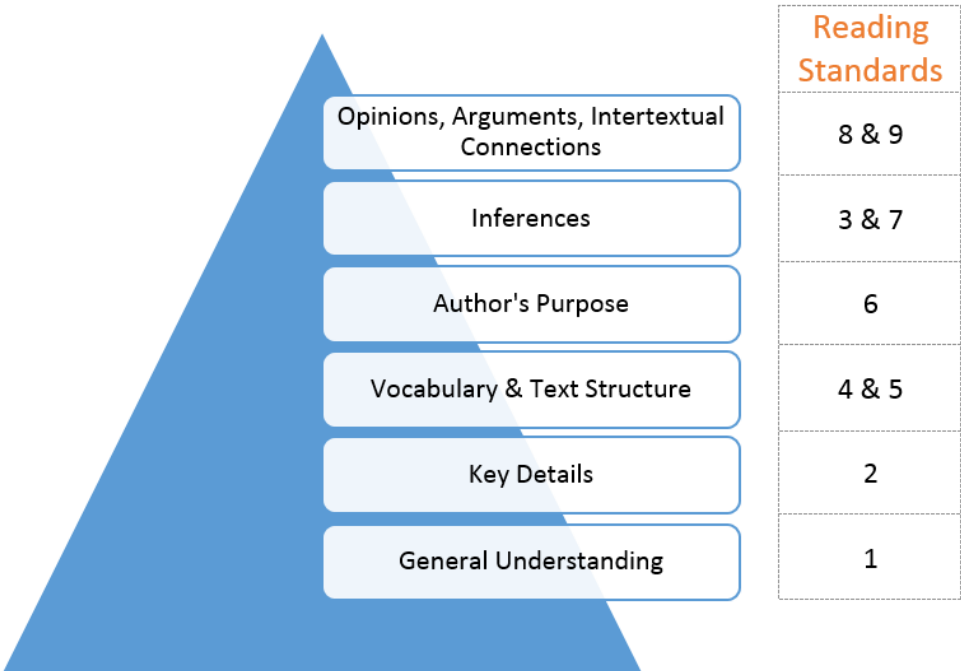 Reading
Standards
Opinions, Arguments, Intertextual
Connections
8 & 9
Inferences
3 & 7
Author's Purpose
6
Vocabulary & Text Structure
4 & 5
Key Details
2
General Understanding
1